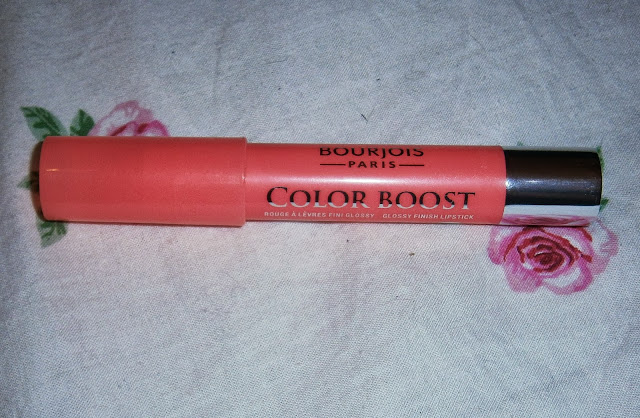 BOURJOIS
PARIS
COLOR BOOST
ROUGE À LÈVRES FINI GLOSSY GLOSSY FINISH LIPSTICK